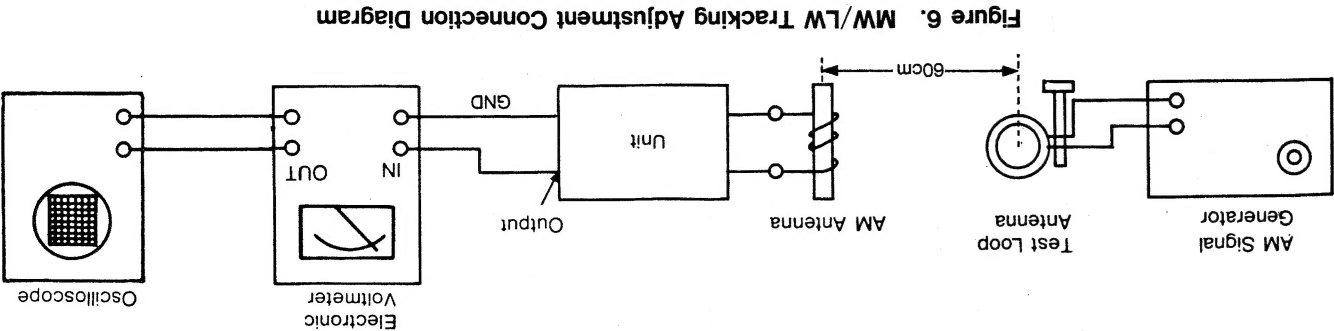 AM Signal
Generator
Test Loop
Antenna
60cm
AM Antenna
Unit
Output
GND
Electronic
Voltmeter
IN
OUT
Oscilloscope
Figure 6. MW/LW Tracking Adjustment Connection Diagram